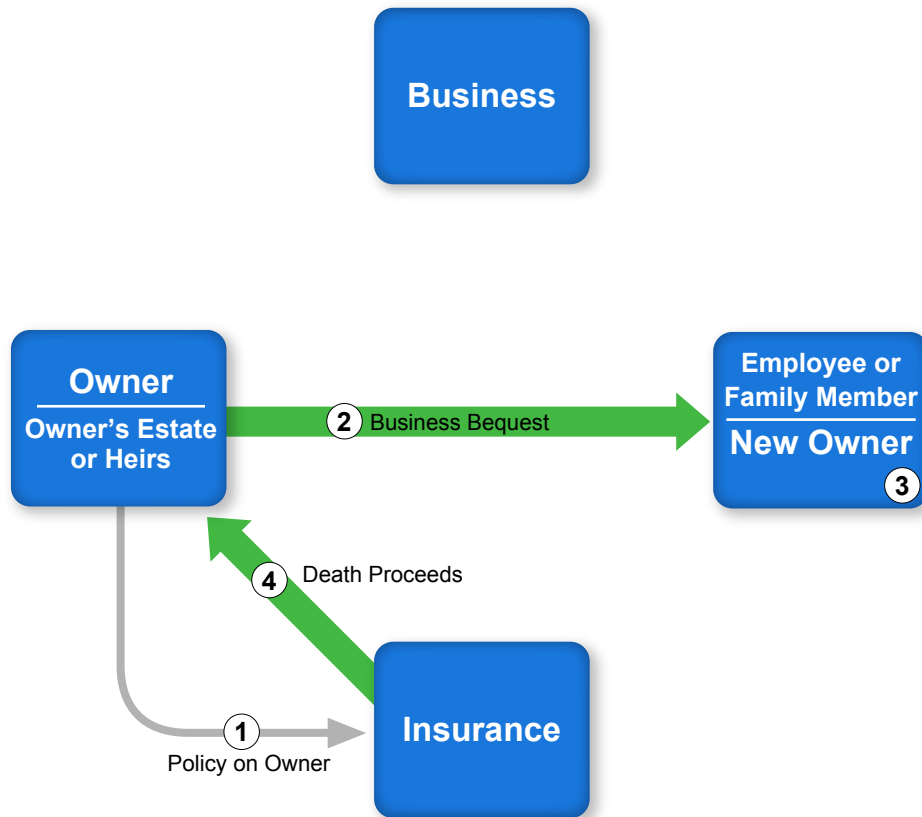 Business
Owner
Owner's Estate
or Heirs
2 Business Bequest
Employee or
Family Member
New Owner
3
4 Death Proceeds
1
Policy on Owner
Insurance